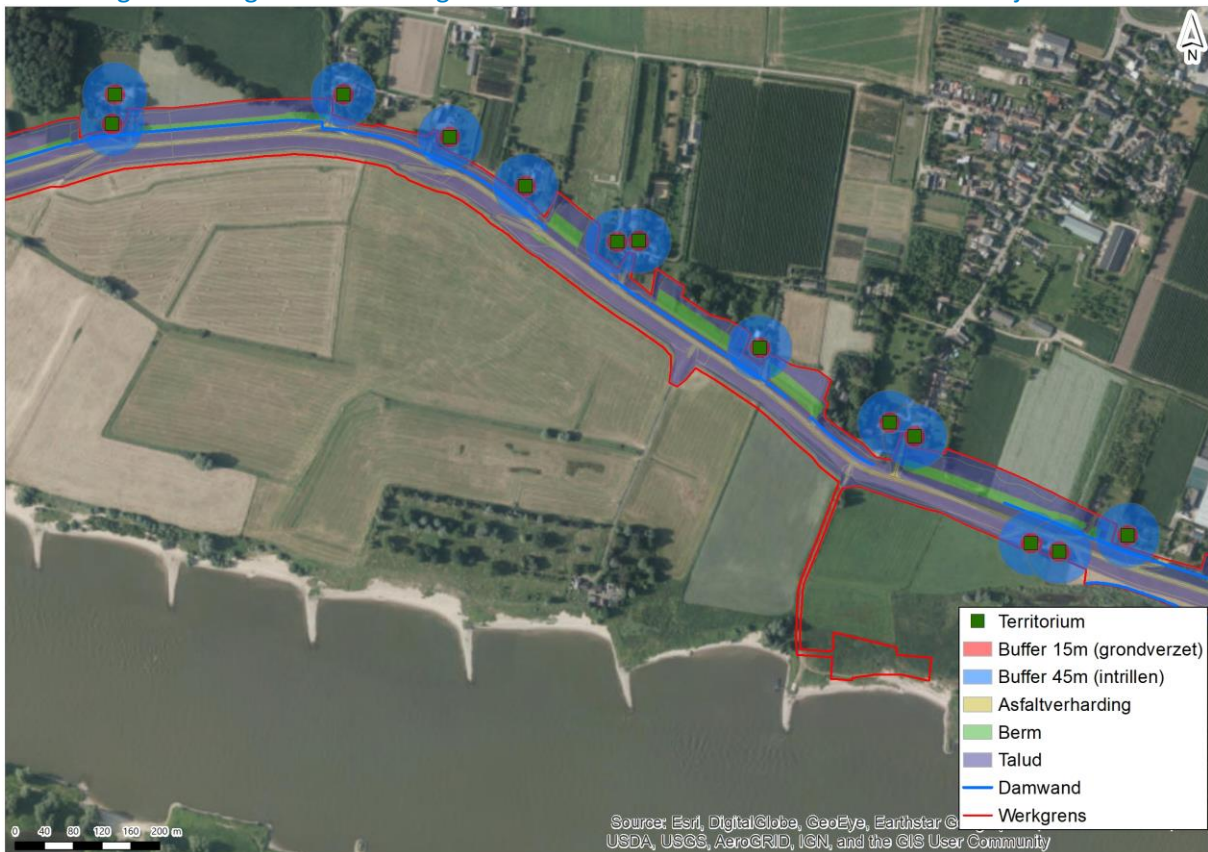 N
Territorium
Buffer 15m (grondverzet)
Buffer 45m (intrillen)
Asfaltverharding
Berm
Talud
Damwand
Werkgrens
0 40 80 120 160 200 m
Source: Esri, DigitalGlobe, GeoEye, Earthstar
USDA, USGS, AeroGRID, IGN, and the GIS User Community